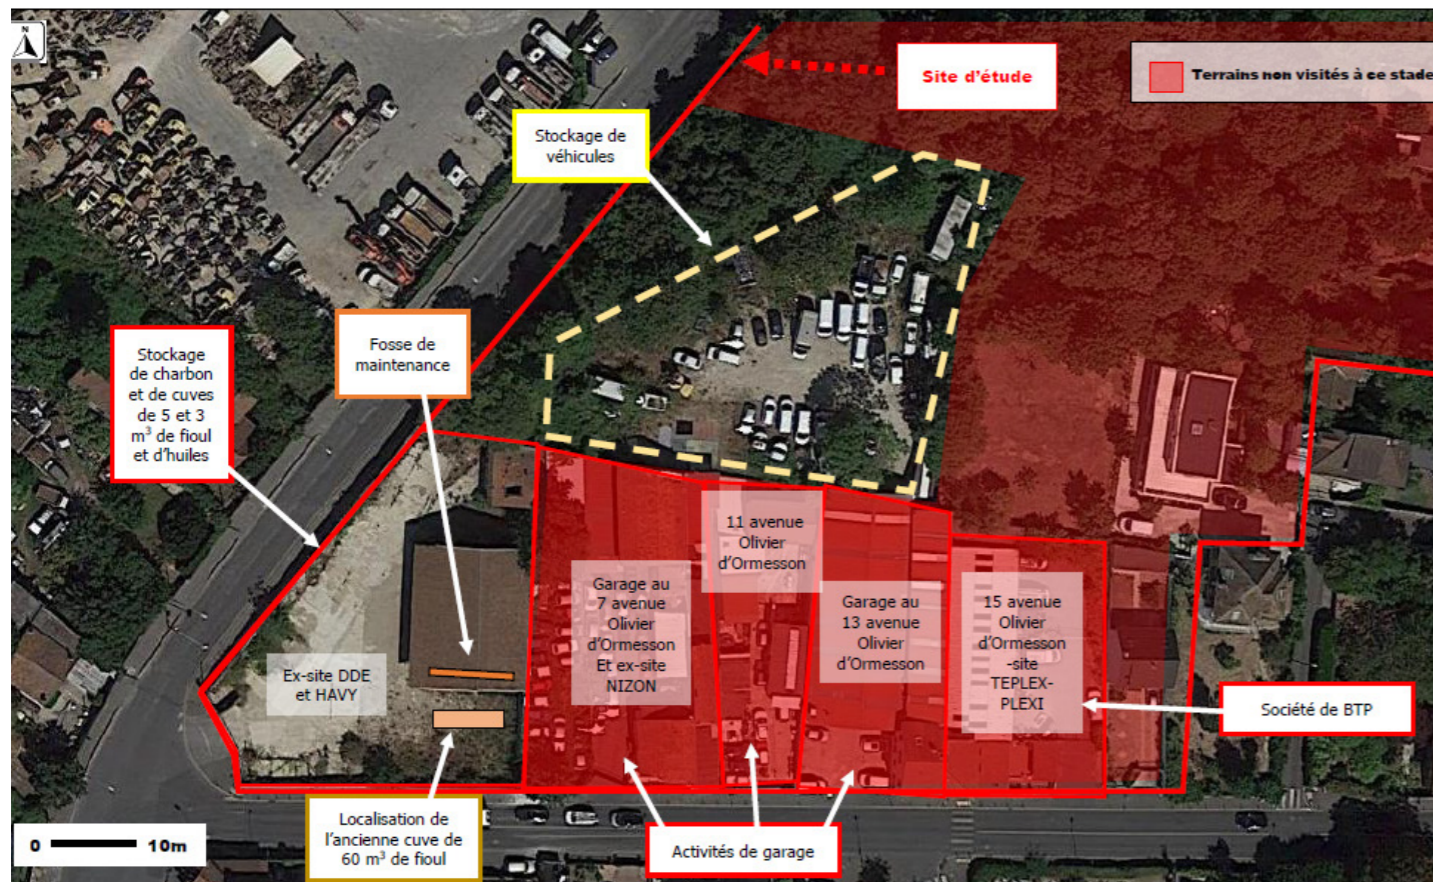 N
Site d'étude
Terrains non visités à ce stade
Stockage de
véhicules
Fosse de
maintenance
Stockage
de charbon
et de cuves
de 5 et 3
m³ de fioul
et d'huiles
11 avenue
Olivier
d'Ormesson
Garage au
7 avenue
Olivier
d'Ormesson
Et ex-site
NIZON
Garage au
13 avenue
Olivier
d'Ormesson
15 avenue
Olivier
d'Ormesson
-site
TEPLEX-
PLEXI
Ex-site DDE
et HAVY
Société de BTP
Localisation de
l'ancienne cuve de
60 m³ de fioul
Activités de garage
0 10m